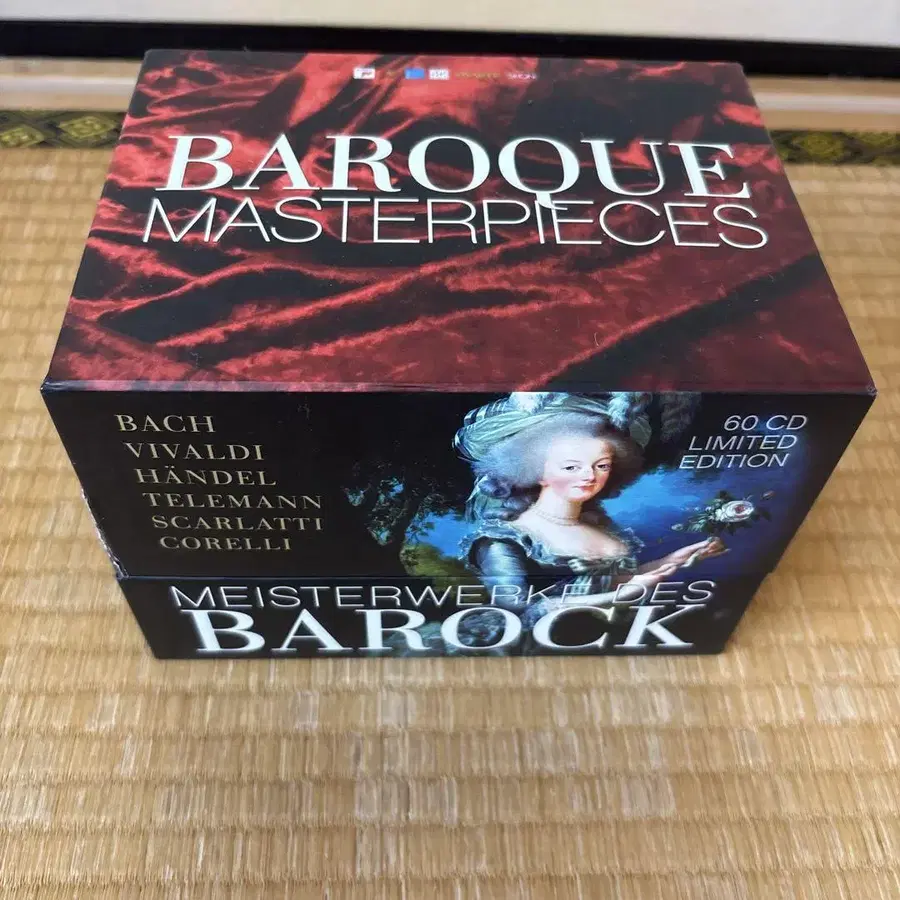 BAROQUE
MASTERPIECES
BACH
VIVALDI
HÄNDEL
TELEMANN
SCARLATTI
CORELLI
60 CD
LIMITED
EDITION
MEISTERWERKE DES
BAROCK